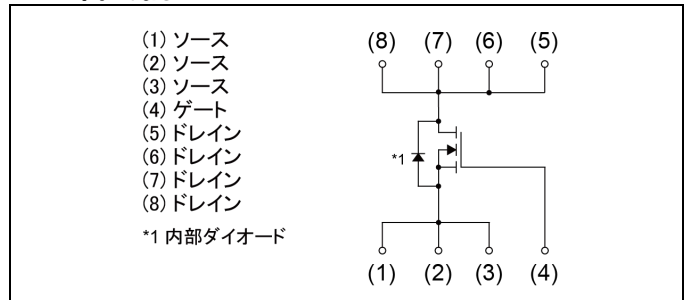 (1) ソース
(2) ソース
(3) ソース
(4) ゲート
(5) ドレイン
(6) ドレイン
(7) ドレイン
(8) ドレイン
*1 内部ダイオード
(8) (7) (6) (5)
*1
(1) (2) (3) (4)